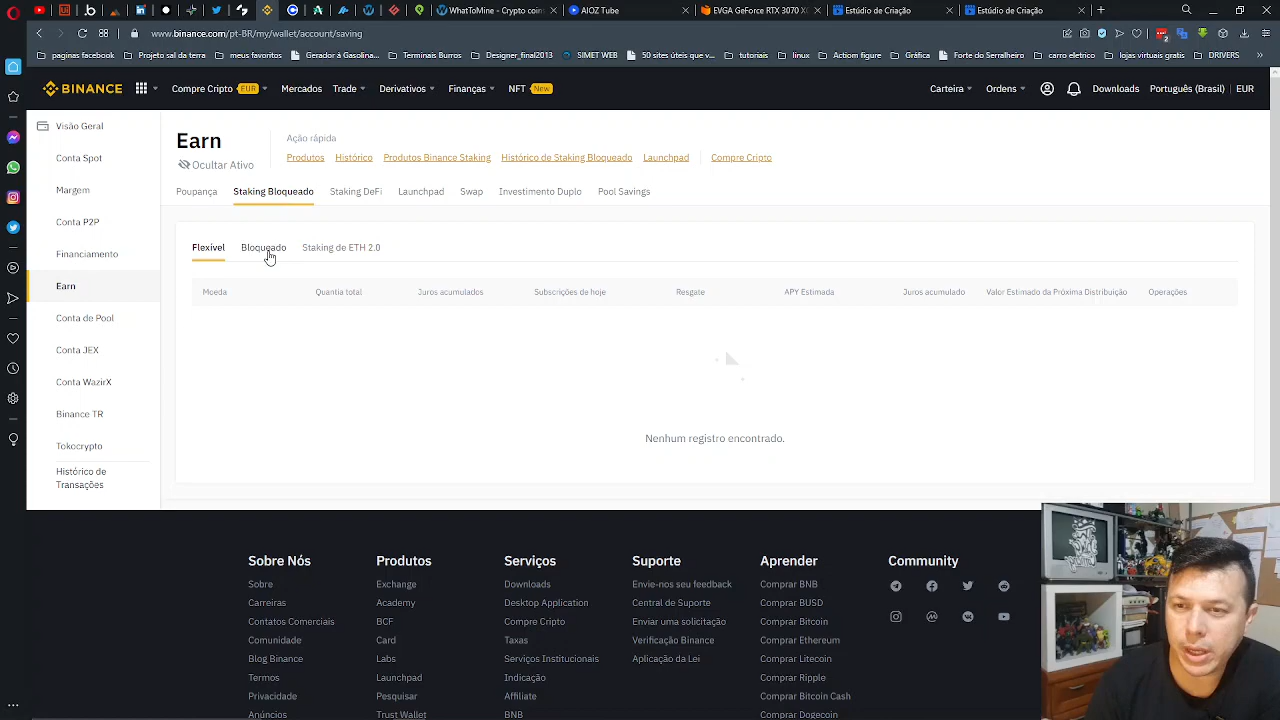 WhatToMine - Crypto coins
AIOZ Tube
EVGA GeForce RTX 3070 X
Estúdio de Criação
Estúdio de Criação
www.binance.com/pt-BR/my/wallet/account/saving
2
paginas facebook
Projeto sal da terra
meus favoritos
Gerador à Gasolina...
Terminais Burros
Designer_final2013
SIMET WEB
50 sites úteis que...
tutoriais
linux
Action figure
Gráfica
Forte do Serralheiro
carro eletrico
lojas virtuais gratis
DRIVERS
BINANCE
Compre Cripto
EUR
Mercados
Trade
Derivativos
Finanças
NFT
New
Carteira
Ordens
Downloads
Português (Brasil)
EUR
Visão Geral
Conta Spot
Margem
Conta P2P
Financiamento
Earn
Conta de Pool
Conta JEX
Conta WazirX
Binance TR
Tokocrypto
Histórico de
Transações
Earn
Ocultar Ativo
Ação rápida
Produtos
Histórico
Produtos Binance Staking
Histórico de Staking Bloqueado
Launchpad
Compre Cripto
Poupança
Staking Bloqueado
Staking DeFi
Launchpad
Swap
Investimento Duplo
Pool Savings
Flexível
Bloqueado
Staking de ETH 2.0
Moeda
Quantia total
Juros acumulados
Subscrições de hoje
Resgate
APY Estimada
Juros acumulado
Valor Estimado da Próxima Distribuição
Operações
Nenhum registro encontrado.
Sobre Nós
Sobre
Carreiras
Contatos Comerciais
Comunidade
Blog Binance
Termos
Privacidade
Anúncios
Produtos
Exchange
Academy
BCF
Card
Labs
Launchpad
Pesquisar
Trust Wallet
Serviços
Downloads
Desktop Application
Compre Cripto
Taxas
Serviços Institucionais
Indicação
Affiliate
BNB
Suporte
Envie-nos seu feedback
Central de Suporte
Enviar uma solicitação
Verificação Binance
Aplicação da Lei
Aprender
Comprar BNB
Comprar BUSD
Comprar Bitcoin
Comprar Ethereum
Comprar Litecoin
Comprar Ripple
Comprar Bitcoin Cash
Comprar Dogecoin
Community